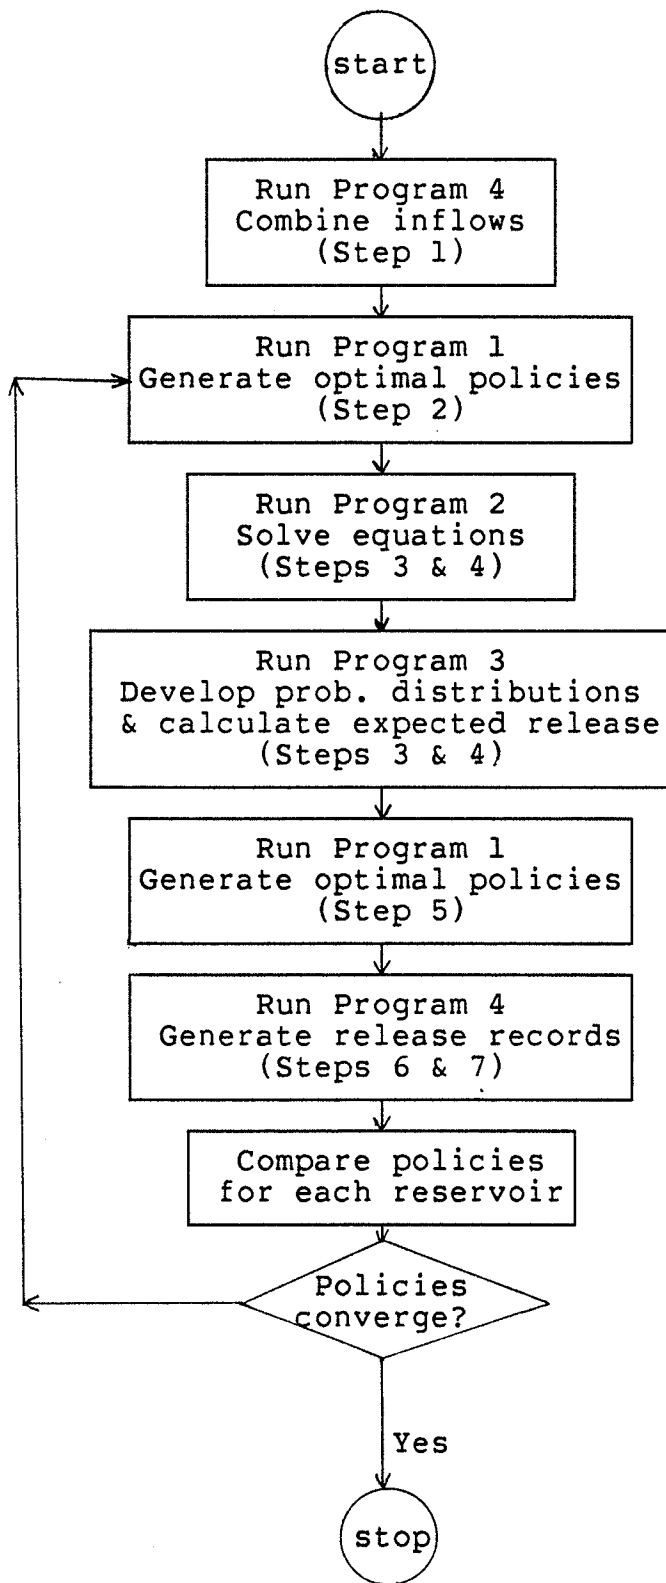 start
Run Program 4
Combine inflows
(Step 1)
Run Program 1
Generate optimal policies
(Step 2)
Run Program 2
Solve equations
(Steps 3 & 4)
Run Program 3
Develop prob. distributions
& calculate expected release
(Steps 3 & 4)
Run Program 1
Generate optimal policies
(Step 5)
Run Program 4
Generate release records
(Steps 6 & 7)
Compare policies
for each reservoir
Policies
converge?
Yes
stop